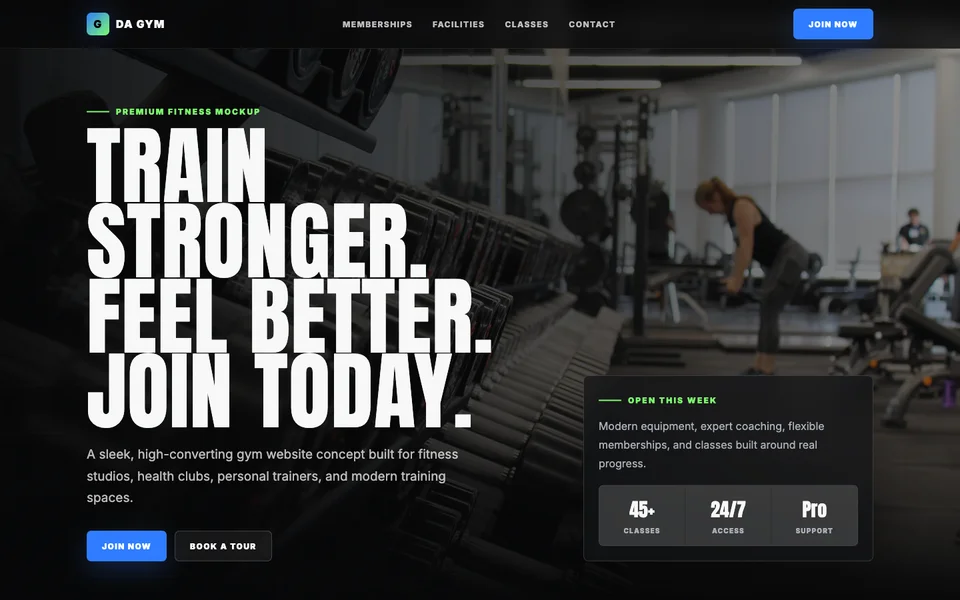 G DA GYM
MEMBERSHIPS FACILITIES CLASSES CONTACT
JOIN NOW
PREMIUM FITNESS MOCKUP
TRAIN
STRONGER.
FEEL BETTER.
JOIN TODAY.
A sleek, high-converting gym website concept built for fitness
studios, health clubs, personal trainers, and modern training
spaces.
JOIN NOW
BOOK A TOUR
OPEN THIS WEEK
Modern equipment, expert coaching, flexible
memberships, and classes built around real
progress.
45+
CLASSES
24/7
ACCESS
Pro
SUPPORT